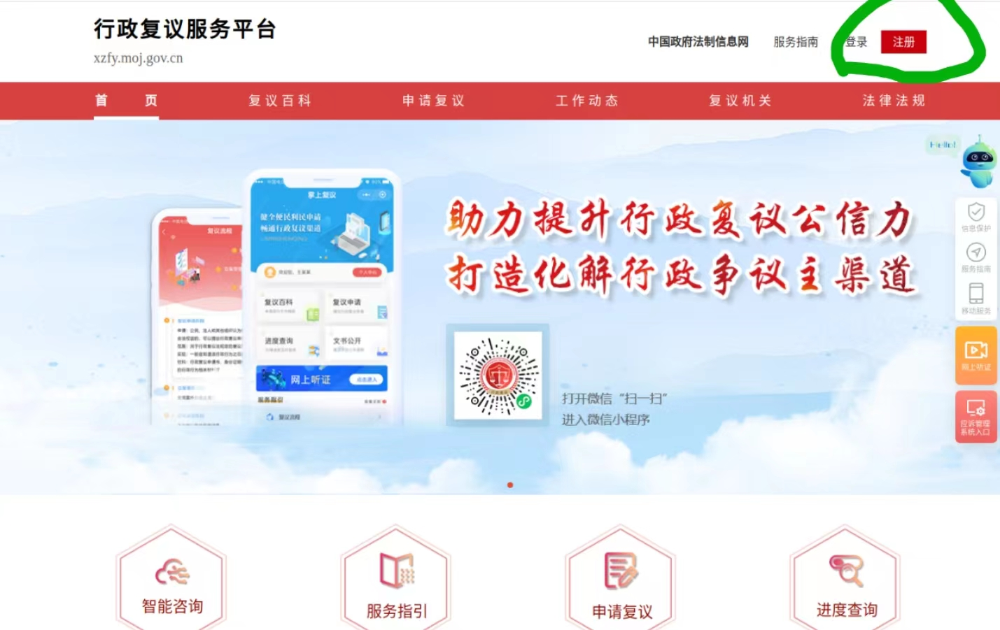 行政复议服务平台
xzfy.moj.gov.cn
中国政府法制信息网 服务指南 登录 注册
首 页 复议百科 申请复议 工作动态 复议机关 法律法规
Hello!
掌上复议
健全便民利民申请
畅通行政复议渠道
复议流程
个人中心
复议百科 复议申请
进度查询 文书公开
网上听证 点击进入
服务指引
复议流程
助力提升行政复议公信力
打造化解行政争议主渠道
打开微信“扫一扫”
进入微信小程序
信息保护
服务指南
移动服务
网上听证
应诉管理
系统入口
智能咨询 服务指引 申请复议 进度查询